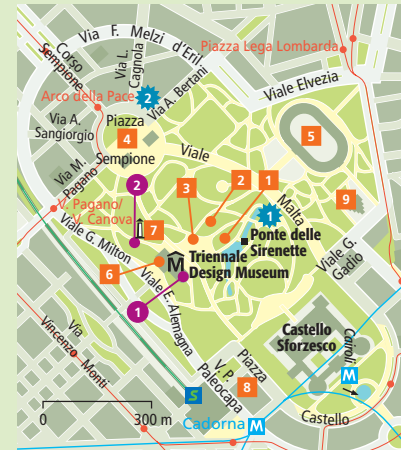 Via F. Melzi d'Eril
Corso
Sempione
Via L.
Cagnola
Piazza Lega Lombarda
Arco della Pace
2
Via A. Bertani
Viale Elvezia
Via A.
Sangiorgio
Piazza
4
Sempione
Viale
5
Via M.
Pagano
2
3
2
1
9
V. Pagano/
V. Canova
1
Malta
7
Ponte delle
Sirenette
Viale G. Milton
Triennale
Design Museum
M
6
Viale G.
Gadio
1
Viale E. Alemagna
Castello
Sforzesco
Cairoli
M
Via
Vincenzo Monti
V. P.
Paleocapa
Piazza
8
S
0
300 m
Cadorna
M
Castello